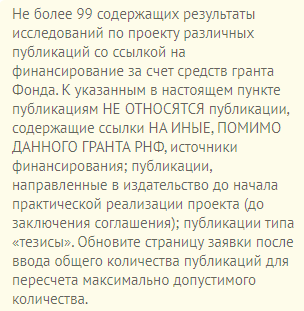 Не более 99 содержащих результаты
исследований по проекту различных
публикаций со ссылкой на
финансирование за счет средств гранта
Фонда. К указанным в настоящем пункте
публикациям НЕ ОТНОСЯТСЯ публикации,
содержащие ссылки НА ИНЫЕ, ПОМИМО
ДАННОГО ГРАНТА РНФ, источники
финансирования; публикации,
направленные в издательство до начала
практической реализации проекта (до
заключения соглашения); публикации типа
«тезисы». Обновите страницу заявки после
ввода общего количества публикаций для
пересчета максимально допустимого
количества.